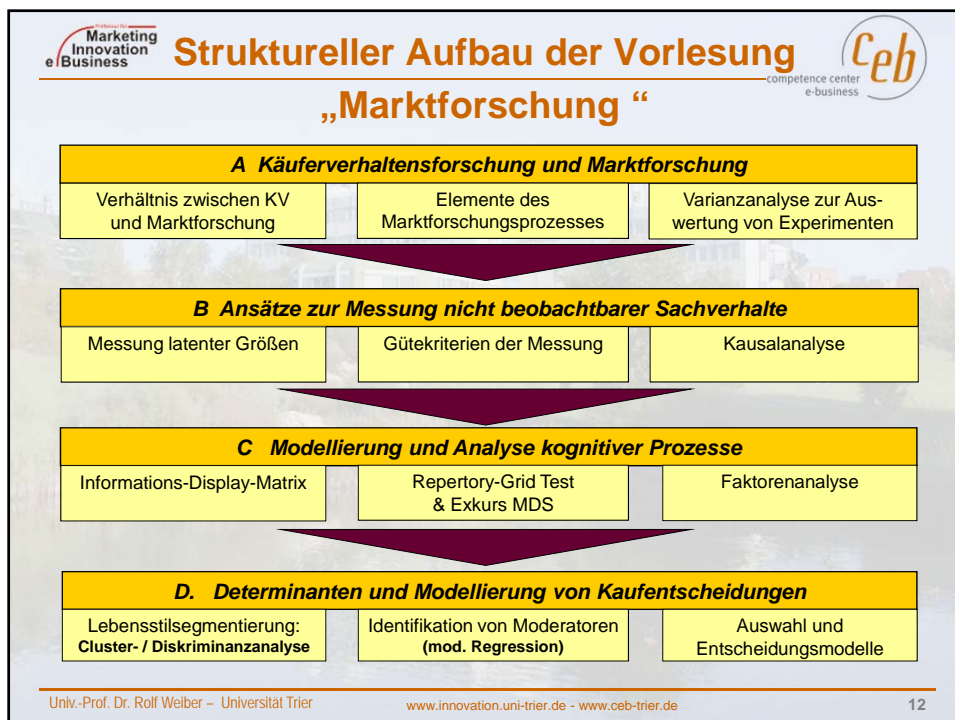 Professur für
Marketing
Innovation
e Business
Struktureller Aufbau der Vorlesung
„Marktforschung “
Ceb
competence center
e-business
A Käuferverhaltensforschung und Marktforschung
Verhältnis zwischen KV
und Marktforschung
Elemente des
Marktforschungsprozesses
Varianzanalyse zur Aus-
wertung von Experimenten
B Ansätze zur Messung nicht beobachtbarer Sachverhalte
Messung latenter Größen
Gütekriterien der Messung
Kausalanalyse
C Modellierung und Analyse kognitiver Prozesse
Informations-Display-Matrix
Repertory-Grid Test
& Exkurs MDS
Faktorenanalyse
D. Determinanten und Modellierung von Kaufentscheidungen
Lebensstilsegmentierung:
Cluster- / Diskriminanzanalyse
Identifikation von Moderatoren
(mod. Regression)
Auswahl und
Entscheidungsmodelle
Univ.-Prof. Dr. Rolf Weiber – Universität Trier
www.innovation.uni-trier.de - www.ceb-trier.de
12